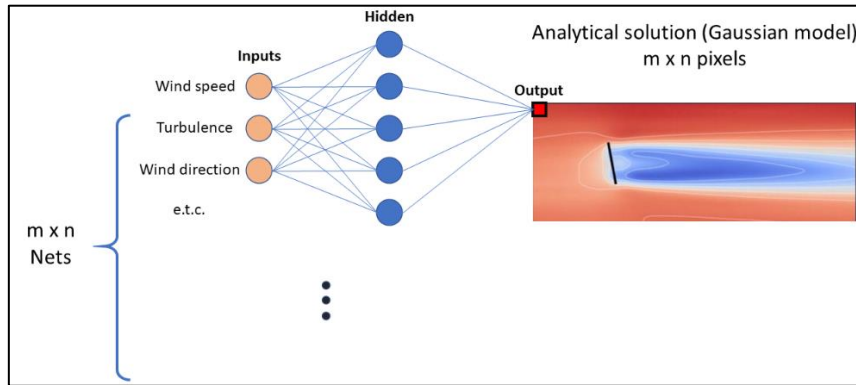 Hidden
Inputs
Analytical solution (Gaussian model)
m x n pixels
Wind speed
Output
Turbulence
Wind direction
e.t.c.
m x n
Nets